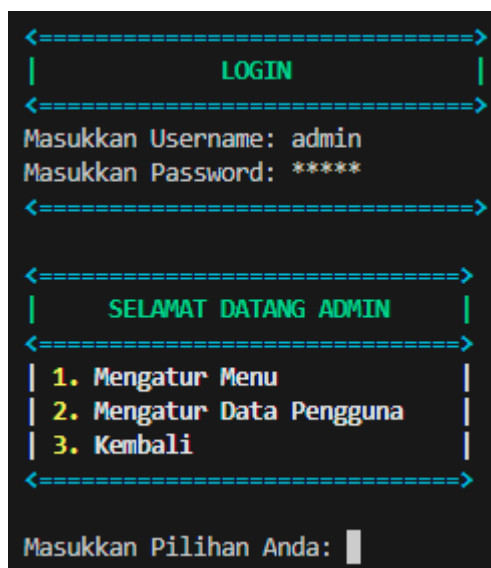 <===============================>
| LOGIN |
<===============================>
Masukkan Username: admin
Masukkan Password: *****
<===============================>
<==============================>
| SELAMAT DATANG ADMIN |
<==============================>
| 1. Mengatur Menu |
| 2. Mengatur Data Pengguna |
| 3. Kembali |
<==============================>
Masukkan Pilihan Anda: